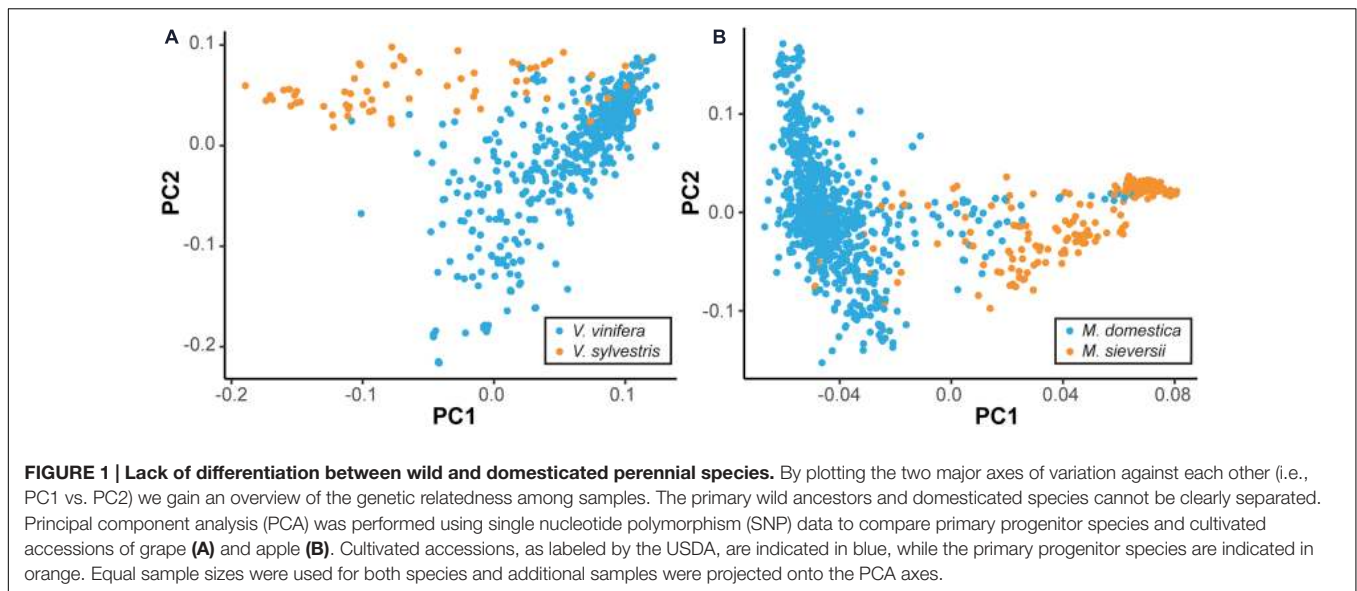 A
B
0.1
0.0
-0.1
-0.2
PC2
-0.2
-0.1
0.0
0.1
PC1
V. vinifera
V. sylvestris
0.1
0.0
-0.1
PC2
-0.04
0.0
0.04
0.08
PC1
M. domestica
M. sieversii
FIGURE 1 | Lack of differentiation between wild and domesticated perennial species. By plotting the two major axes of variation against each other (i.e.,
PC1 vs. PC2) we gain an overview of the genetic relatedness among samples. The primary wild ancestors and domesticated species cannot be clearly separated.
Principal component analysis (PCA) was performed using single nucleotide polymorphism (SNP) data to compare primary progenitor species and cultivated
accessions of grape (A) and apple (B). Cultivated accessions, as labeled by the USDA, are indicated in blue, while the primary progenitor species are indicated in
orange. Equal sample sizes were used for both species and additional samples were projected onto the PCA axes.